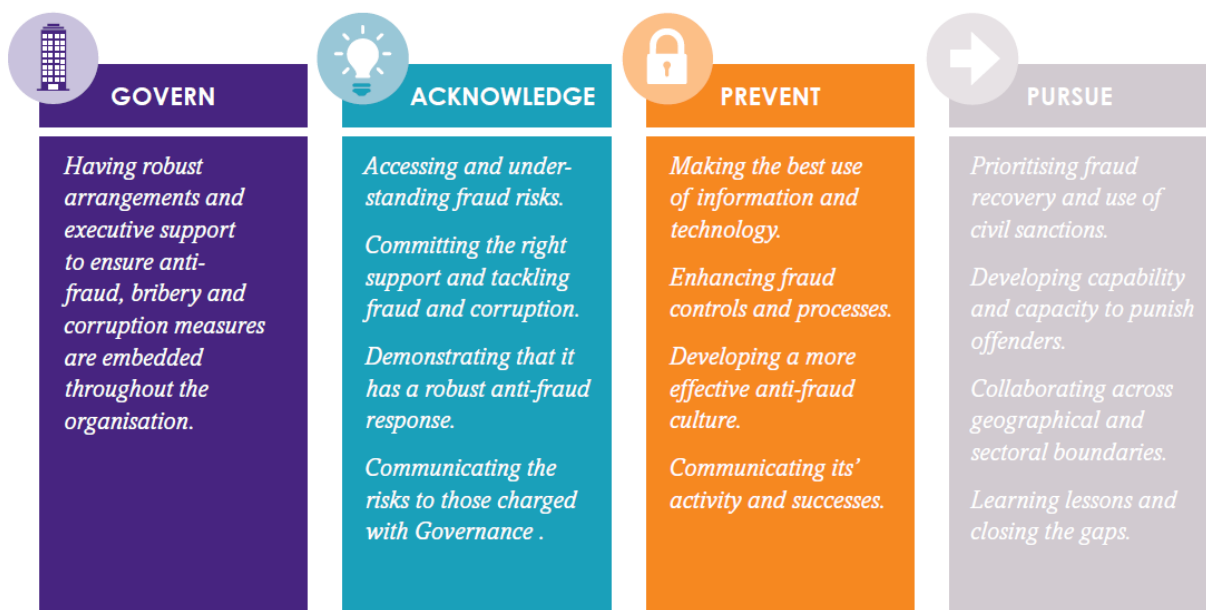 GOVERN
Having robust
arrangements and
executive support
to ensure anti-
fraud, bribery and
corruption measures
are embedded
throughout the
organisation.
ACKNOWLEDGE
Accessing and under-
standing fraud risks.
Committing the right
support and tackling
fraud and corruption.
Demonstrating that it
has a robust anti-fraud
response.
Communicating the
risks to those charged
with Governance .
PREVENT
Making the best use
of information and
technology.
Enhancing fraud
controls and processes.
Developing a more
effective anti-fraud
culture.
Communicating its’
activity and successes.
PURSUE
Prioritising fraud
recovery and use of
civil sanctions.
Developing capability
and capacity to punish
offenders.
Collaborating across
geographical and
sectoral boundaries.
Learning lessons and
closing the gaps.